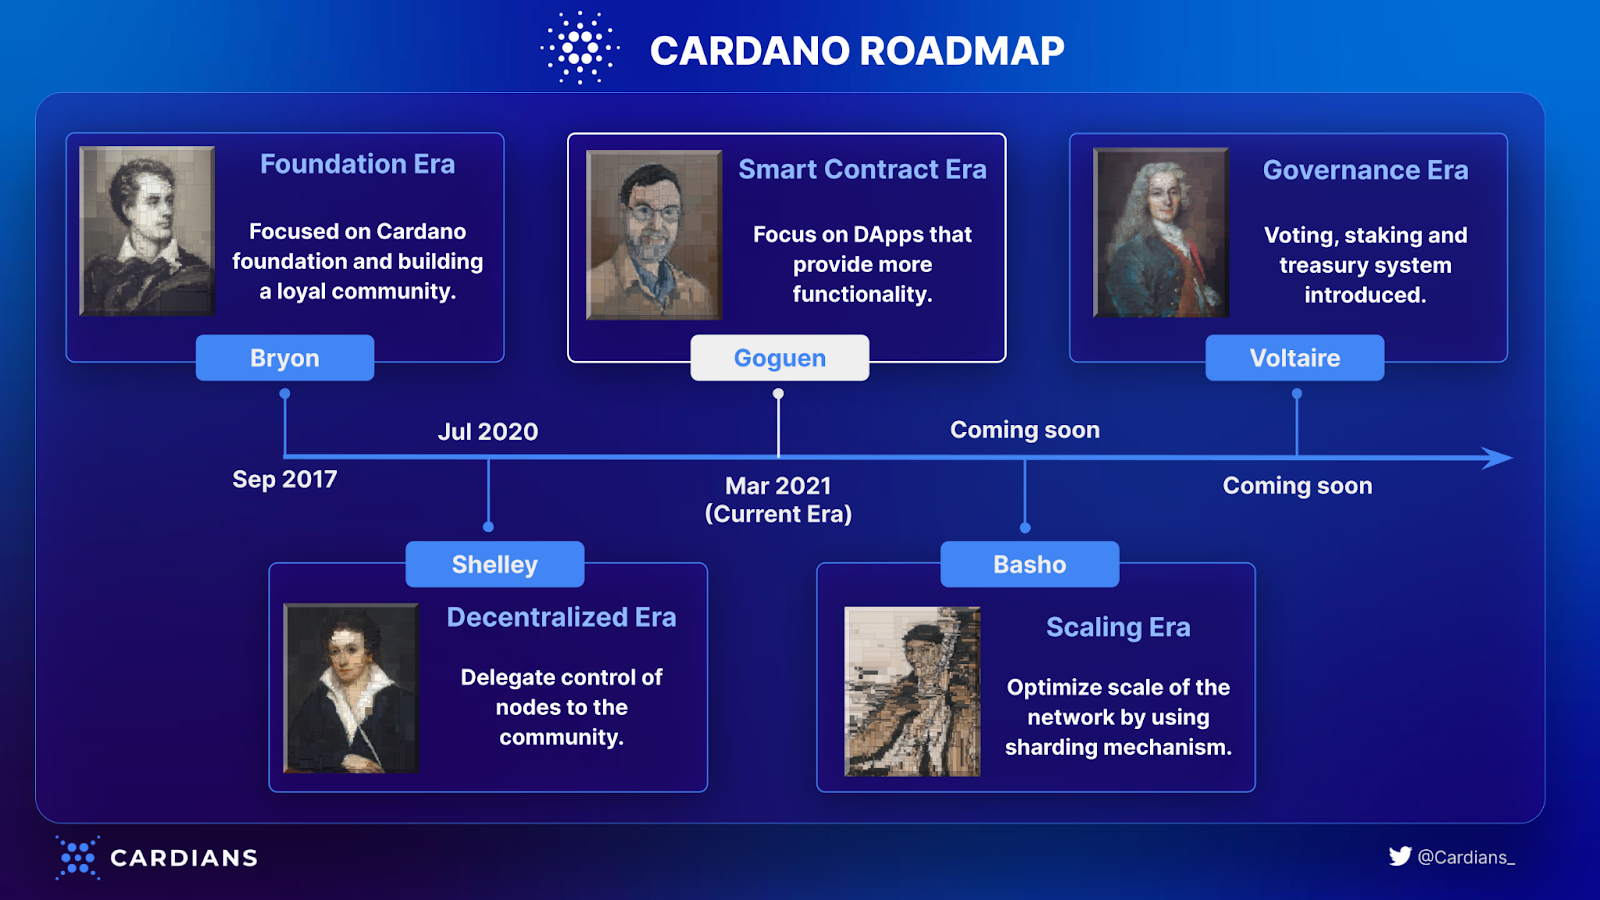 CARDANO ROADMAP
Foundation Era
Focused on Cardano
foundation and building
a loyal community.
Bryon
Smart Contract Era
Focus on DApps that
provide more
functionality.
Goguen
Governance Era
Voting, staking and
treasury system
introduced.
Voltaire
Sep 2017
Jul 2020
Mar 2021
(Current Era)
Coming soon
Coming soon
Shelley
Decentralized Era
Delegate control of
nodes to the
community.
Basho
Scaling Era
Optimize scale of the
network by using
sharding mechanism.
CARDIANS
@Cardians_